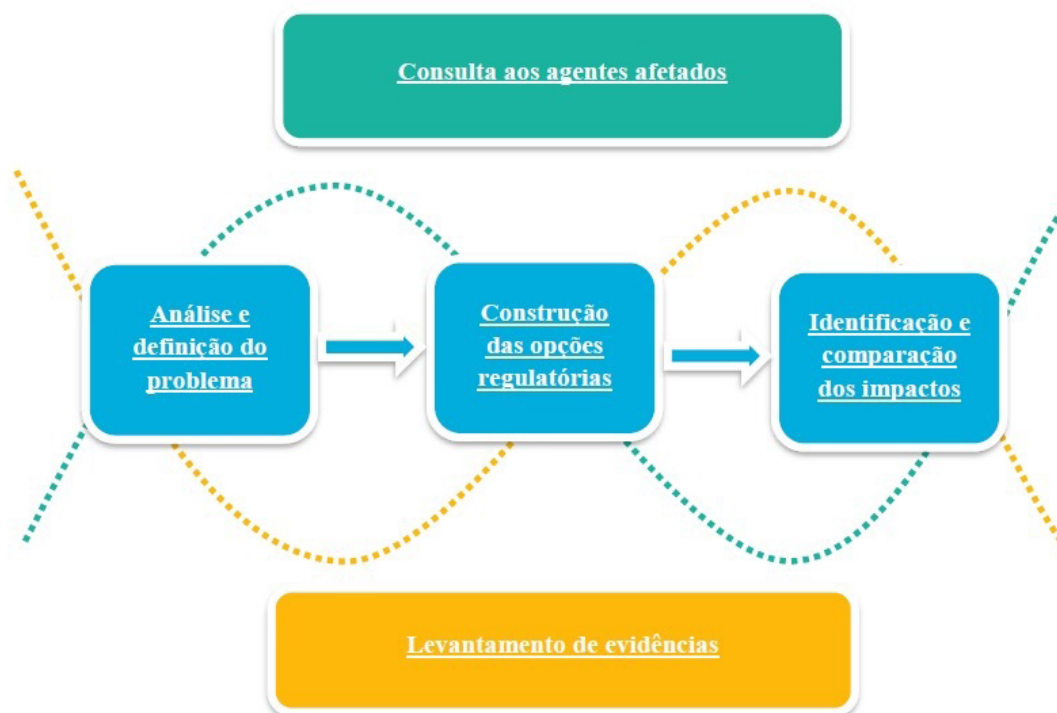 Consulta aos agentes afetados
Análise e
definição do
problema
Construção
das opções
regulatórias
Identificação e
comparação
dos impactos
Levantamento de evidências